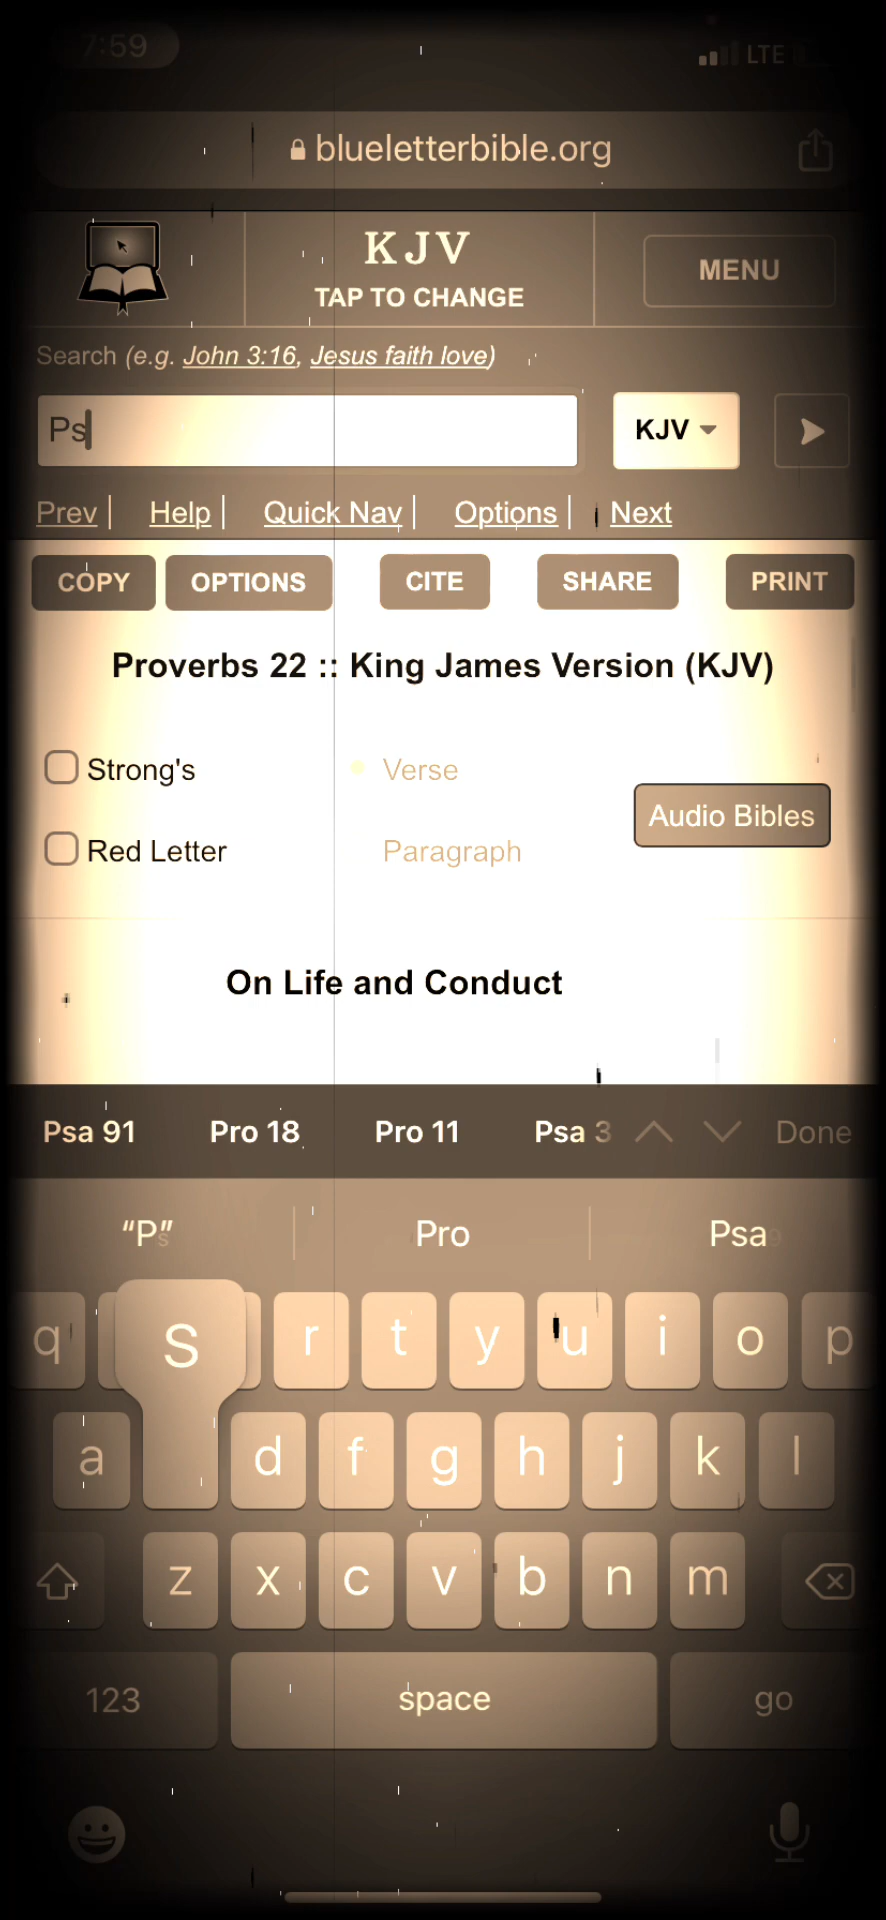 7:59 LTE
blueletterbible.org
KJV
TAP TO CHANGE
MENU
Search (e.g. John 3:16, Jesus faith love)
Ps KJV
Prev | Help | Quick Nav | Options | Next
COPY OPTIONS CITE SHARE PRINT
Proverbs 22 :: King James Version (KJV)
Strong's Verse
Audio Bibles
Red Letter Paragraph
On Life and Conduct
Psa 91 Pro 18 Pro 11 Psa 3 Done
“Ps” Pro Psa
q S r t y u i o p
a d f g h j k l
z x c v b n m
123 space go